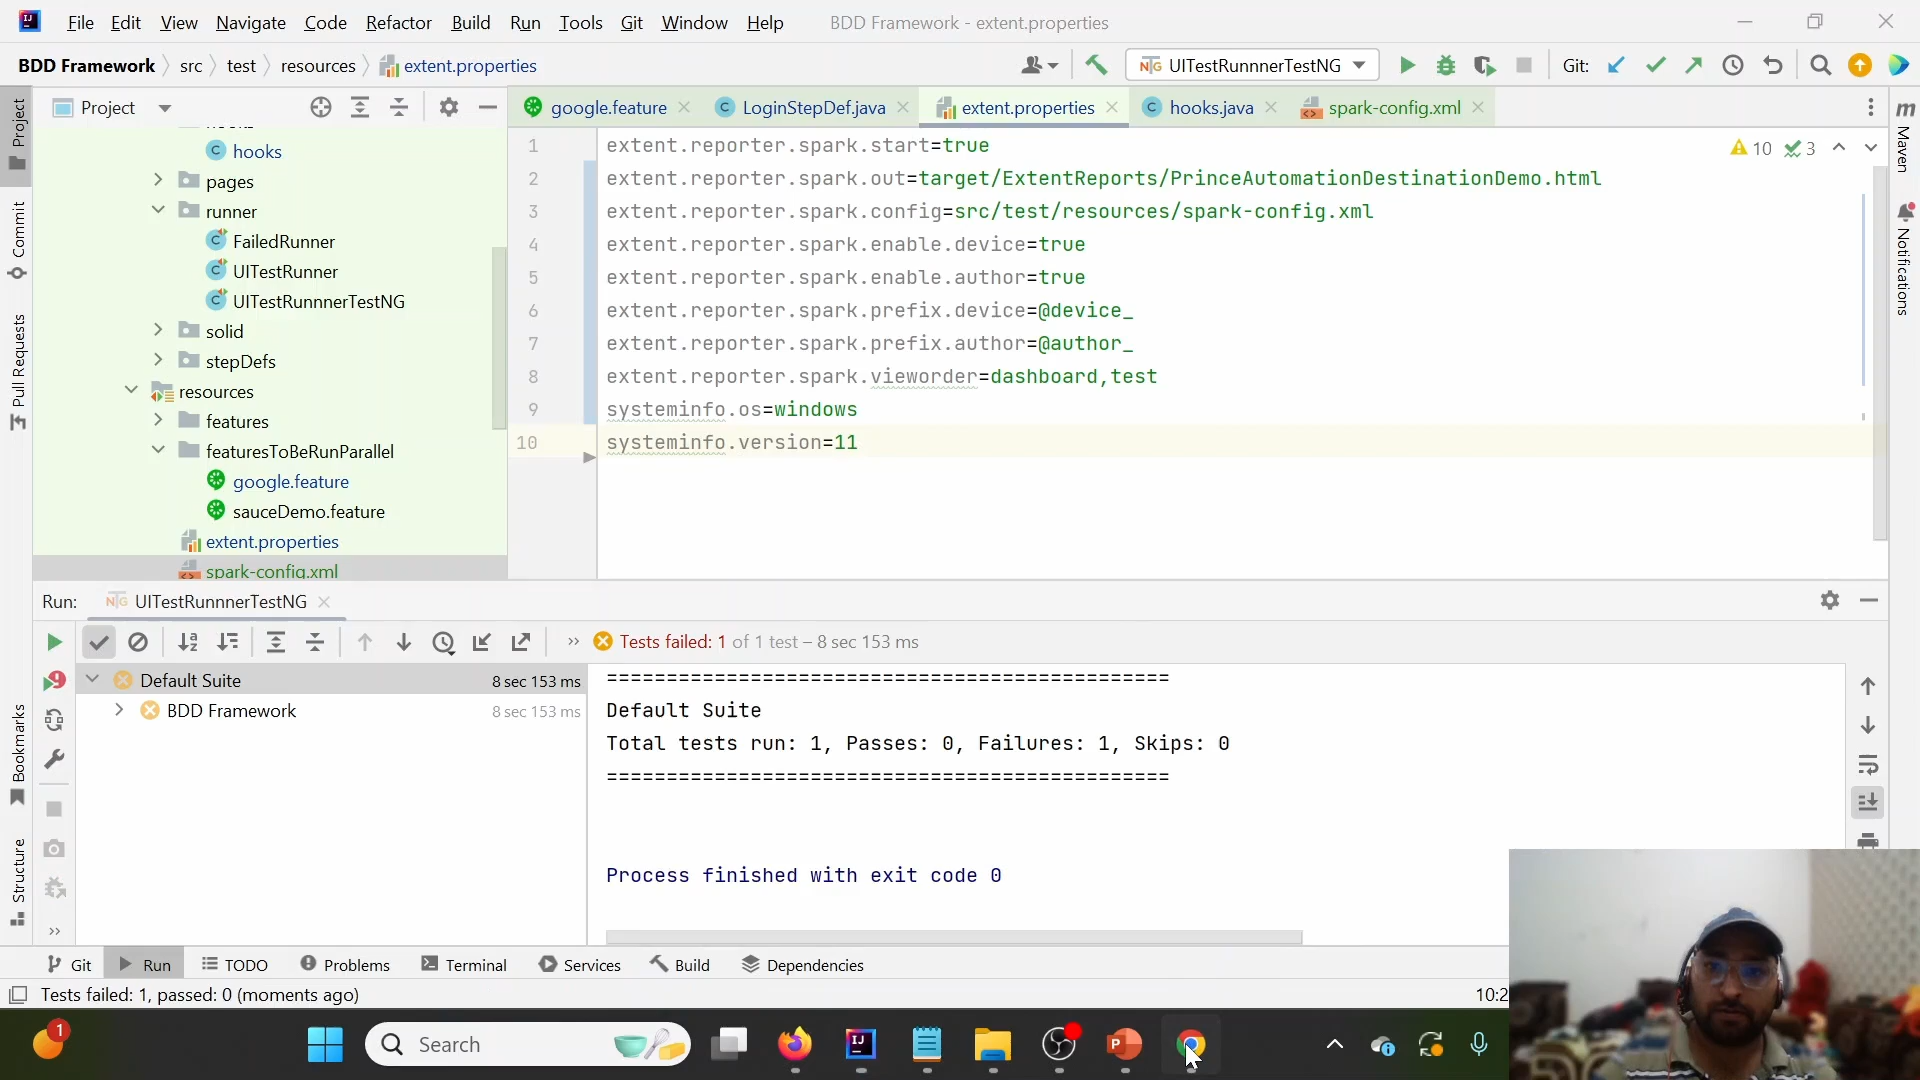 File Edit View Navigate Code Refactor Build Run Tools Git Window Help BDD Framework - extent.properties
BDD Framework src test resources extent.properties UITestRunnnerTestNG Git:
Project
google.feature LoginStepDef.java extent.properties hooks.java spark-config.xml
Project
Commit
Pull Requests
Bookmarks
Structure
hooks
pages
runner
FailedRunner
UITestRunner
UITestRunnnerTestNG
solid
stepDefs
resources
features
featuresToBeRunParallel
google.feature
sauceDemo.feature
extent.properties
spark-config.xml
1 extent.reporter.spark.start=true
2 extent.reporter.spark.out=target/ExtentReports/PrinceAutomationDestinationDemo.html
3 extent.reporter.spark.config=src/test/resources/spark-config.xml
4 extent.reporter.spark.enable.device=true
5 extent.reporter.spark.enable.author=true
6 extent.reporter.spark.prefix.device=@device_
7 extent.reporter.spark.prefix.author=@author_
8 extent.reporter.spark.vieworder=dashboard,test
9 systeminfo.os=windows
10 systeminfo.version=11
10 3
Maven
Notifications
Run: UITestRunnnerTestNG
Tests failed: 1 of 1 test – 8 sec 153 ms
Default Suite 8 sec 153 ms
BDD Framework 8 sec 153 ms
===============================================
Default Suite
Total tests run: 1, Passes: 0, Failures: 1, Skips: 0
===============================================
Process finished with exit code 0
Git Run TODO Problems Terminal Services Build Dependencies
Tests failed: 1, passed: 0 (moments ago) 10:2
1 Search